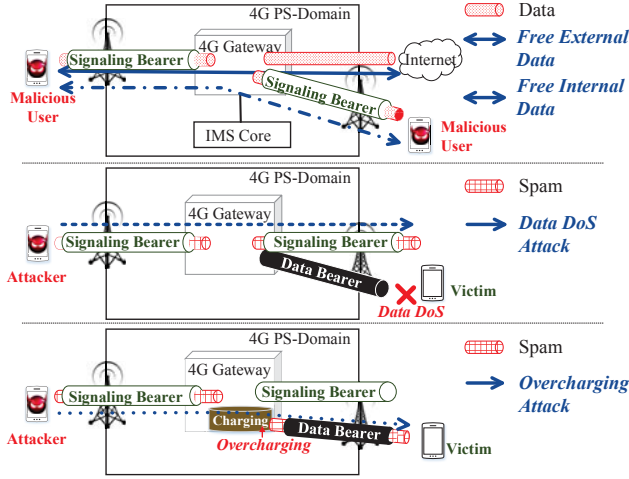 4G PS-Domain
4G Gateway
Signaling Bearer
Internet
Signaling Bearer
Malicious
User
IMS Core
Malicious
User
Data
Free External
Data
Free Internal
Data
4G PS-Domain
4G Gateway
Signaling Bearer
Signaling Bearer
Data Bearer
Attacker
Victim
Data DoS
Spam
Data DoS
Attack
4G PS-Domain
4G Gateway
Signaling Bearer
Signaling Bearer
Charging
Data Bearer
Attacker
Overcharging
Victim
Spam
Overcharging
Attack